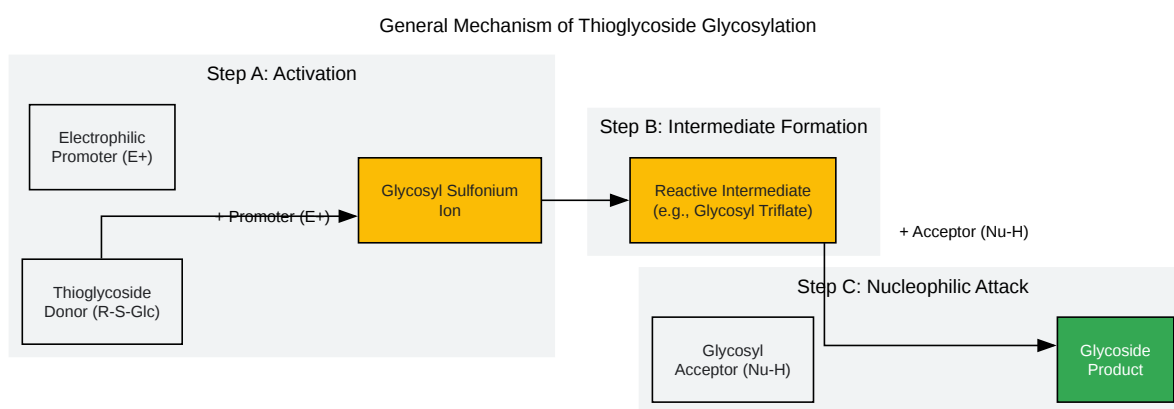 General Mechanism of Thioglycoside Glycosylation
Step A: Activation
Electrophilic
Promoter (E+)
+ Promoter (E+)
Thioglycoside
Donor (R-S-Glc)
Glycosyl Sulfonium
Ion
Step B: Intermediate Formation
Reactive Intermediate
(e.g., Glycosyl Triflate)
+ Acceptor (Nu-H)
Step C: Nucleophilic Attack
Glycosyl
Acceptor (Nu-H)
Glycoside
Product